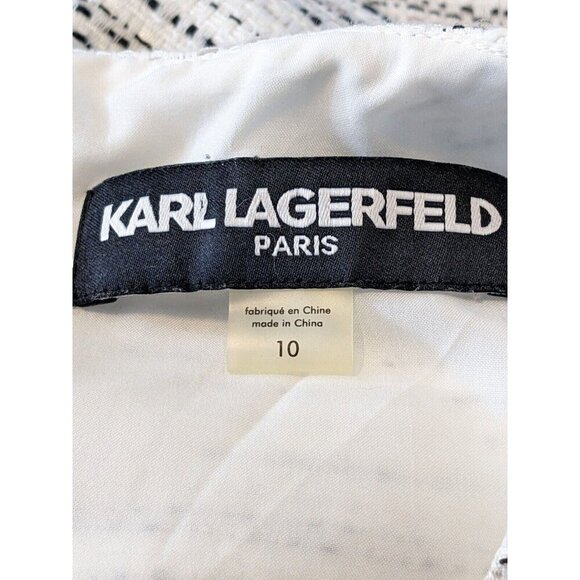 KARL LAGERFELD
PARIS
fabriqué en Chine
made in China
10